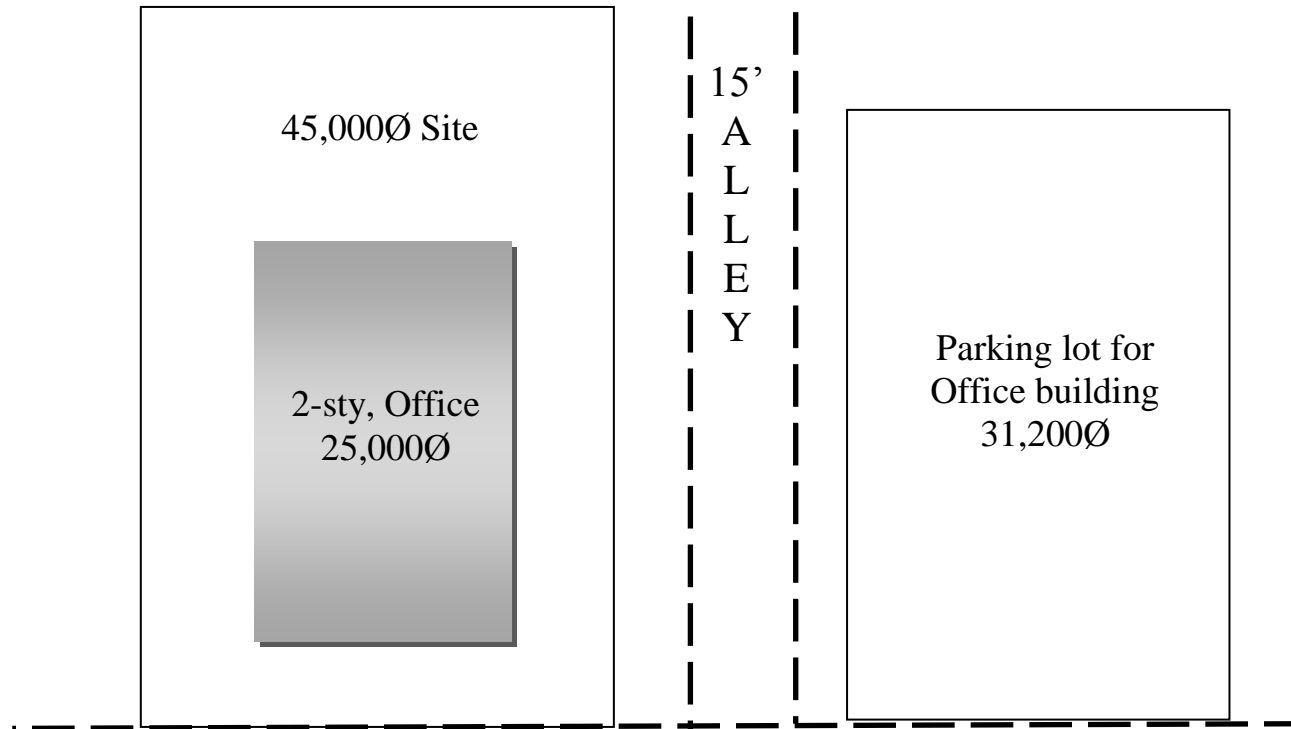 45,000Ø Site
2-sty, Office
25,000Ø
15’
A
L
L
E
Y
Parking lot for
Office building
31,200Ø